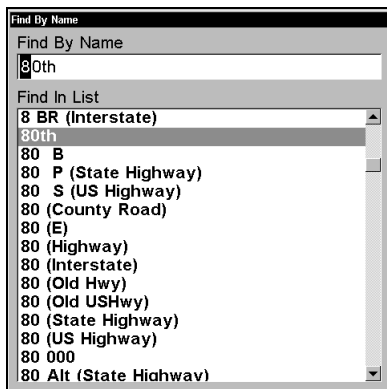 Find By Name
Find By Name
80th
Find In List
8 BR (Interstate)
80th
80 B
80 P (State Highway)
80 S (US Highway)
80 (County Road)
80 (E)
80 (Highway)
80 (Interstate)
80 (Old Hwy)
80 (Old USHwy)
80 (State Highway)
80 (US Highway)
80 000
80 Alt (State Highway)